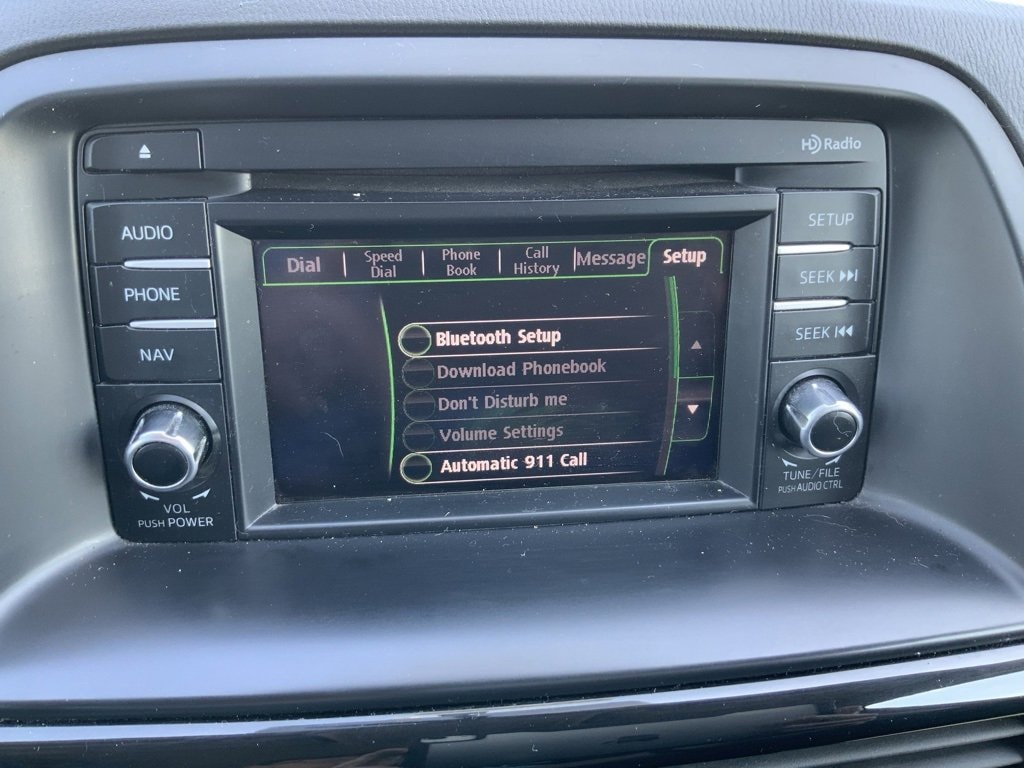 HD Radio
AUDIO
PHONE
NAV
VOL
PUSH POWER
Dial
Speed
Dial
Phone
Book
Call
History
Message
Setup
Bluetooth Setup
Download Phonebook
Don't Disturb me
Volume Settings
Automatic 911 Call
SETUP
SEEK
SEEK
TUNE/FILE
PUSH AUDIO CTRL